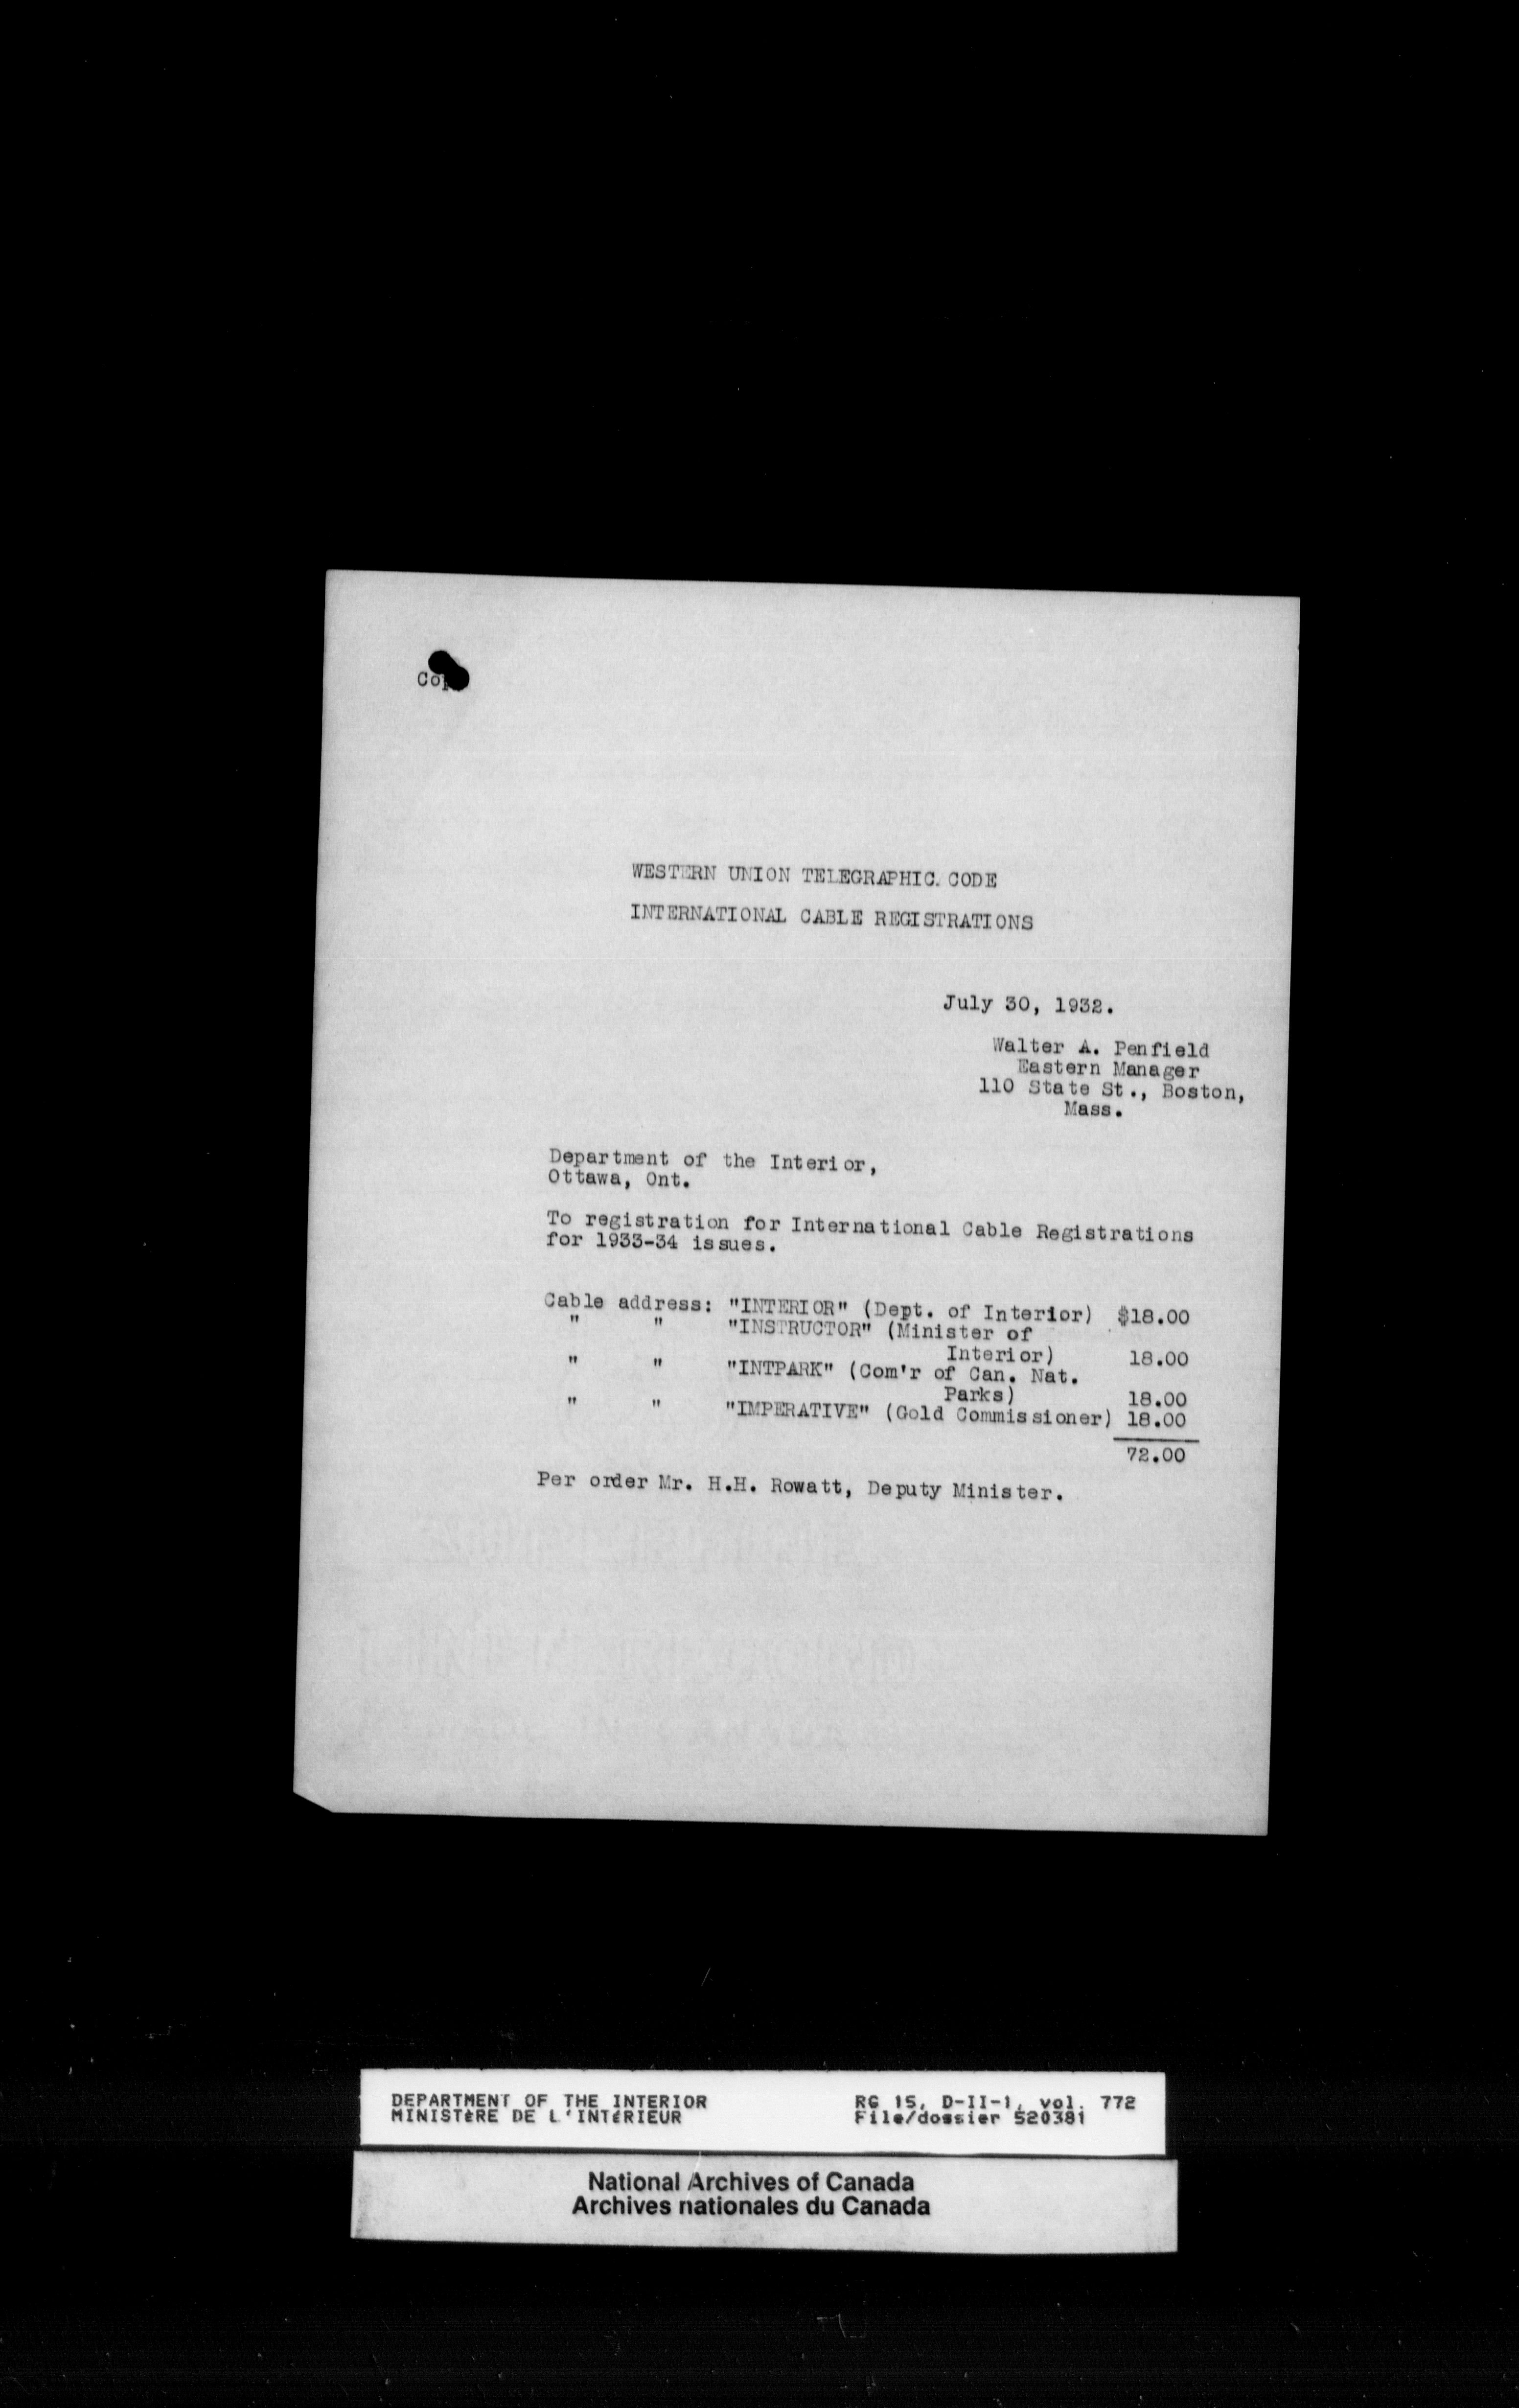 Cop
WESTERN UNION TELEGRAPHIC. CODE
INTERNATIONAL CABLE REGISTRATIONS
July 30, 1932.
Walter A. Penfield
Eastern Manager
110 State St., Boston,
Mass.
Department of the Interior,
Ottawa, Ont.
To registration for International Cable Registrations
for 1933-34 issues.
Cable address: "INTERIOR" (Dept. of Interior) $18.00
" " "INSTRUCTOR" (Minister of
Interior) 18.00
" " "INTPARK" (Com'r of Can. Nat.
Parks) 18.00
" " "IMPERATIVE" (Gold Commissioner) 18.00
72.00
Per order Mr. H.H. Rowatt, Deputy Minister.
DEPARTMENT OF THE INTERIOR RG 15, D-II-1, vol. 772
MINISTÈRE DE L'INTÉRIEUR File/dossier 520381
National Archives of Canada
Archives nationales du Canada